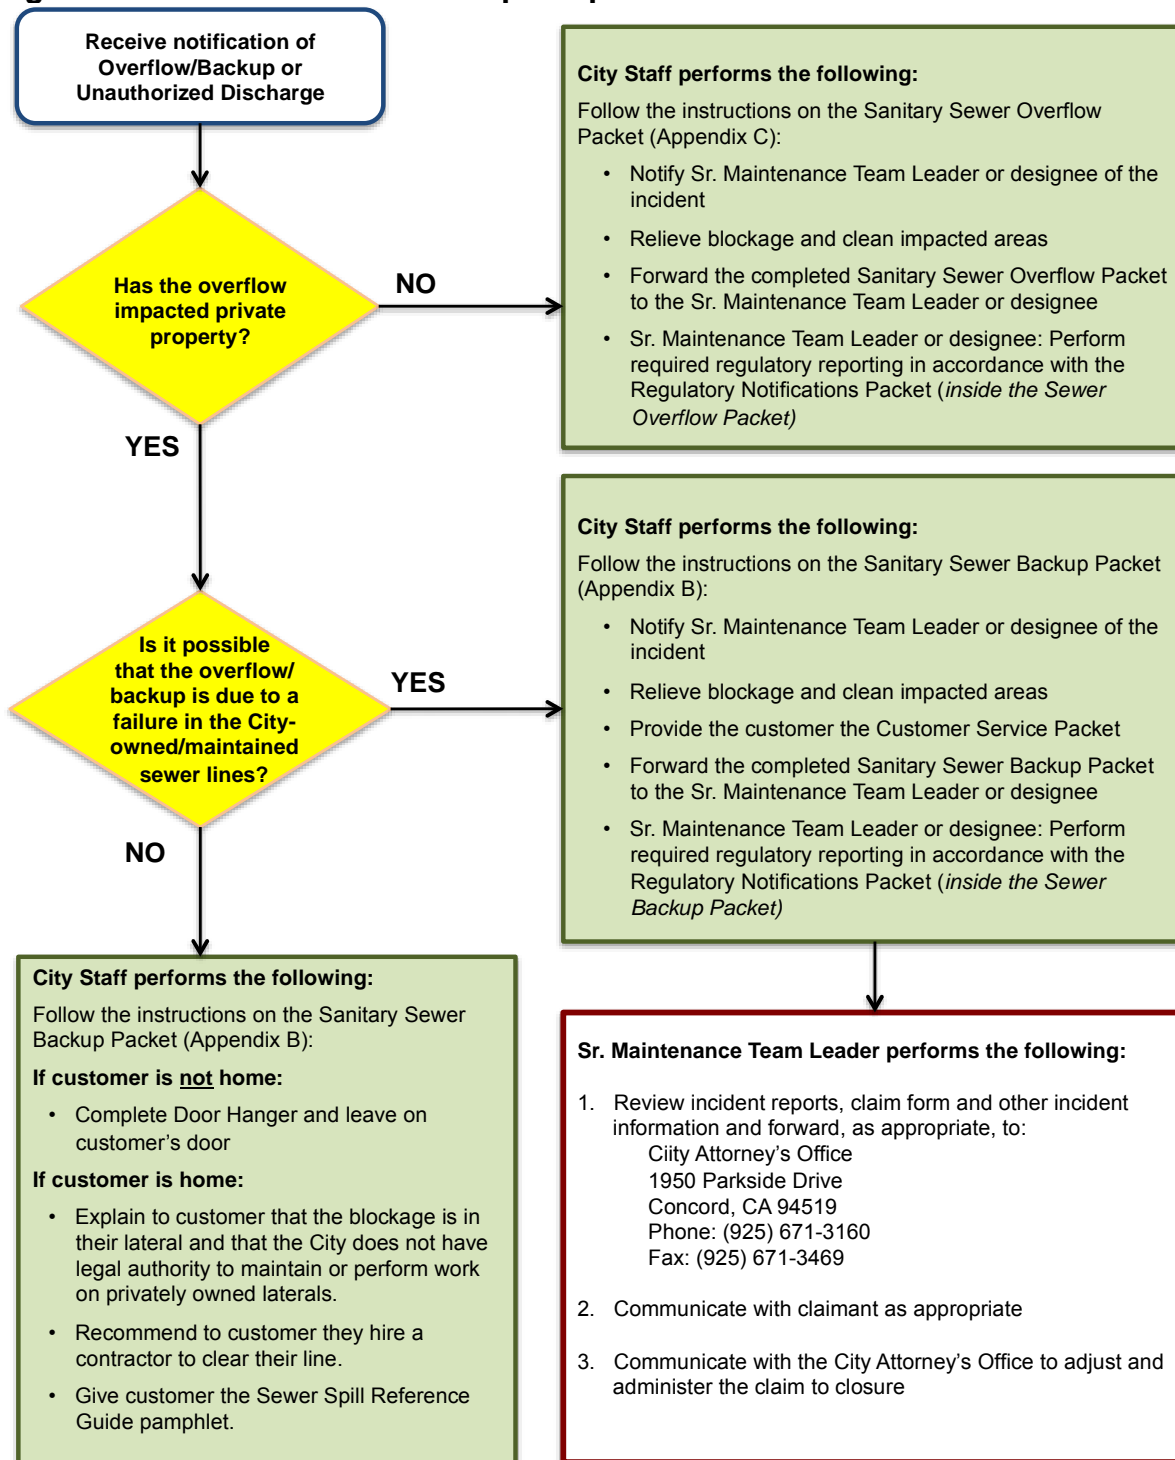 Receive notification of
Overflow/Backup or
Unauthorized Discharge
Has the overflow
impacted private
property?
NO
City Staff performs the following:
Follow the instructions on the Sanitary Sewer Overflow
Packet (Appendix C):
• Notify Sr. Maintenance Team Leader or designee of the
incident
• Relieve blockage and clean impacted areas
• Forward the completed Sanitary Sewer Overflow Packet
to the Sr. Maintenance Team Leader or designee
• Sr. Maintenance Team Leader or designee: Perform
required regulatory reporting in accordance with the
Regulatory Notifications Packet (inside the Sewer
Overflow Packet)
YES
Is it possible
that the overflow/
backup is due to a
failure in the City-
owned/maintained
sewer lines?
YES
City Staff performs the following:
Follow the instructions on the Sanitary Sewer Backup Packet
(Appendix B):
• Notify Sr. Maintenance Team Leader or designee of the
incident
• Relieve blockage and clean impacted areas
• Provide the customer the Customer Service Packet
• Forward the completed Sanitary Sewer Backup Packet
to the Sr. Maintenance Team Leader or designee
• Sr. Maintenance Team Leader or designee: Perform
required regulatory reporting in accordance with the
Regulatory Notifications Packet (inside the Sewer
Backup Packet)
NO
City Staff performs the following:
Follow the instructions on the Sanitary Sewer
Backup Packet (Appendix B):
If customer is not home:
• Complete Door Hanger and leave on
customer's door
If customer is home:
• Explain to customer that the blockage is in
their lateral and that the City does not have
legal authority to maintain or perform work
on privately owned laterals.
• Recommend to customer they hire a
contractor to clear their line.
• Give customer the Sewer Spill Reference
Guide pamphlet.
Sr. Maintenance Team Leader performs the following:
1. Review incident reports, claim form and other incident
information and forward, as appropriate, to:
Ciity Attorney's Office
1950 Parkside Drive
Concord, CA 94519
Phone: (925) 671-3160
Fax: (925) 671-3469
2. Communicate with claimant as appropriate
3. Communicate with the City Attorney's Office to adjust and
administer the claim to closure